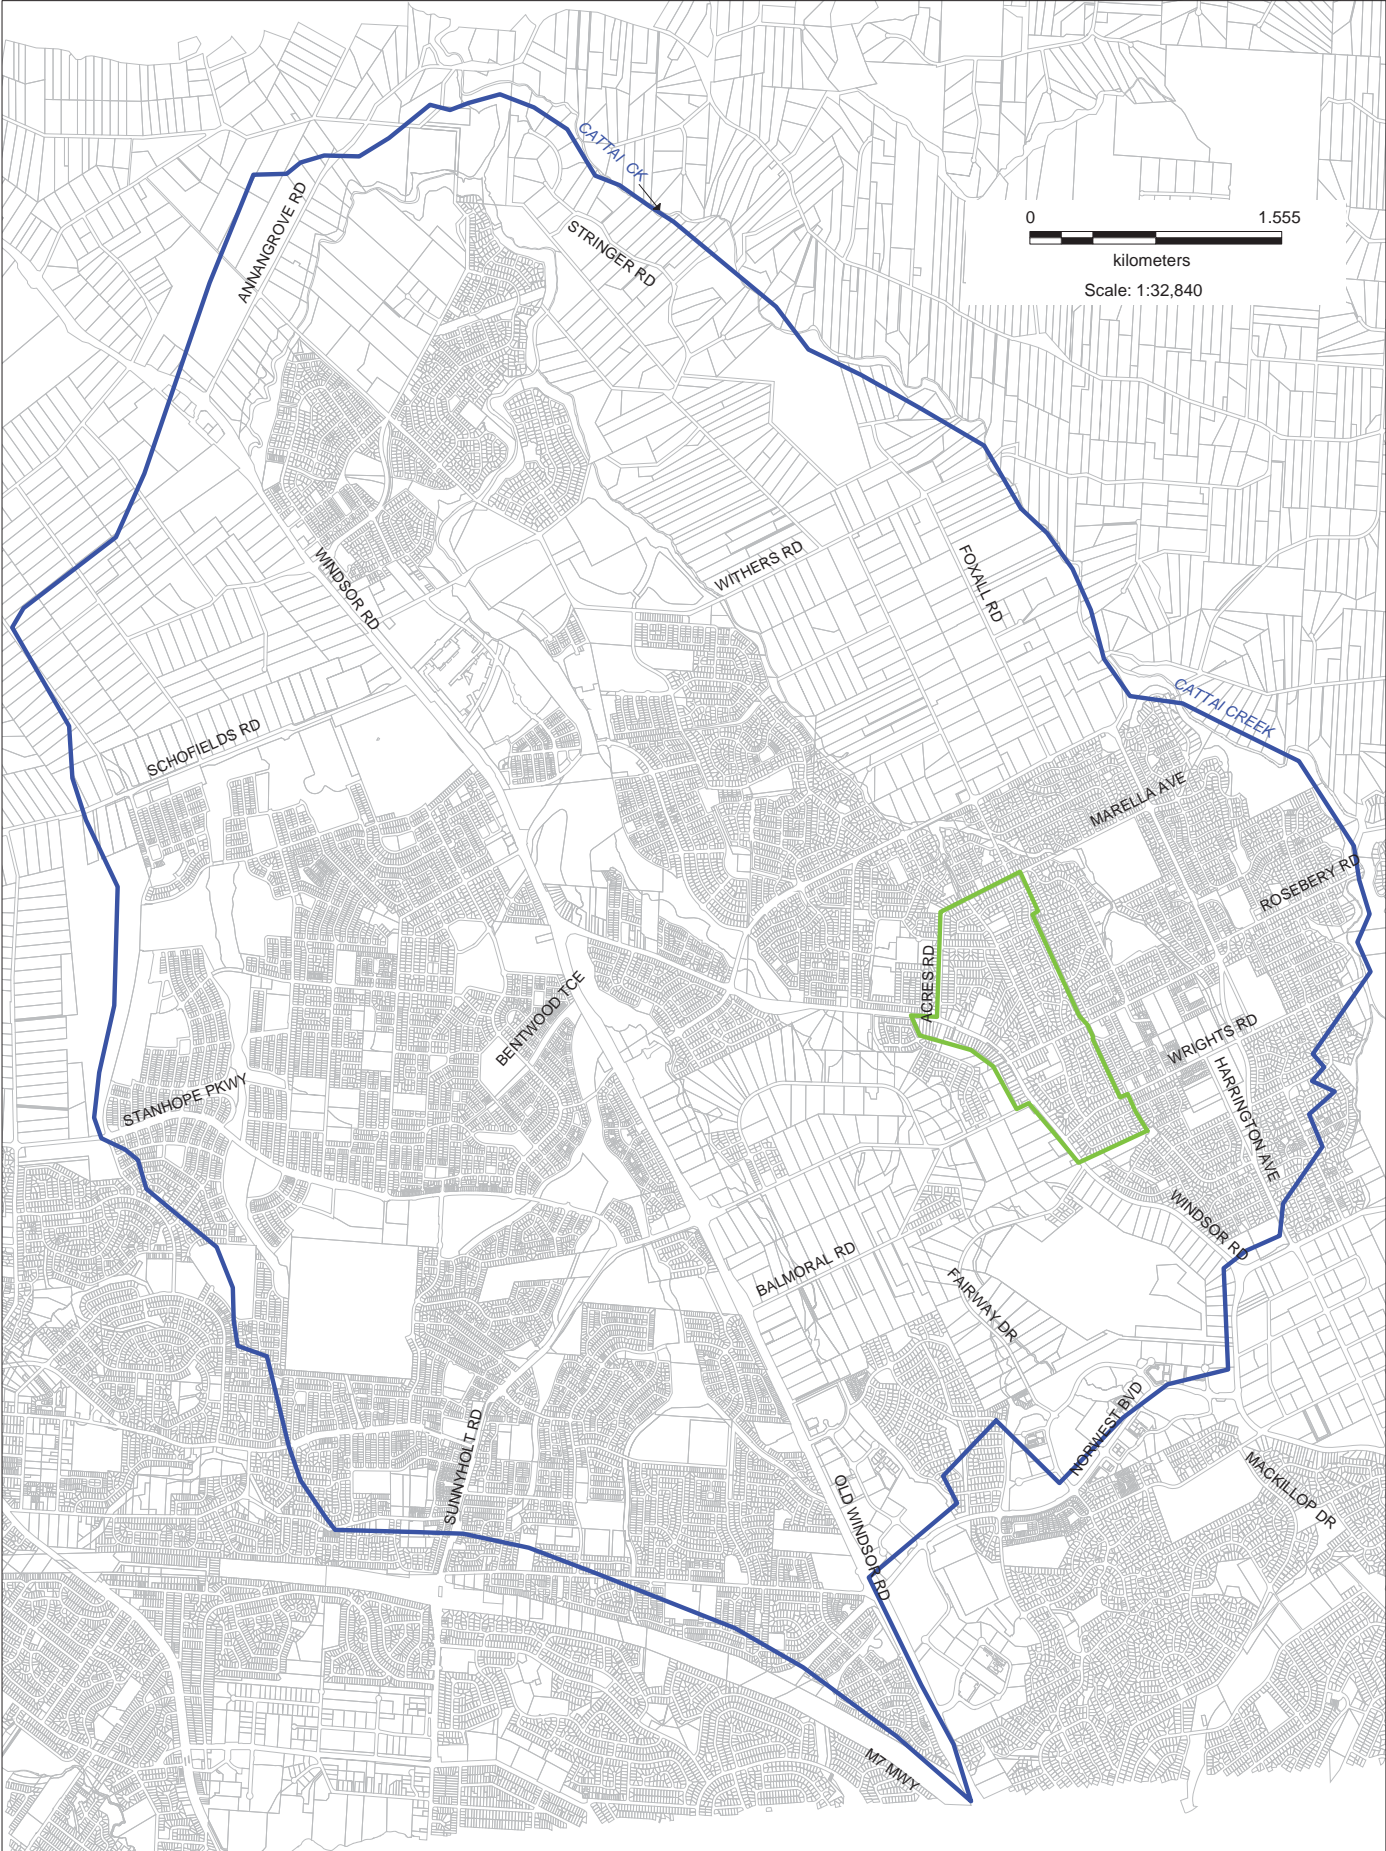 CATTAI CK
ANNANGROVE RD
STRINGER RD
0 1.555
kilometers
Scale: 1:32,840
WINDSOR RD
WITHERS RD
FOXALL RD
CATTAI CREEK
SCHOFIELDS RD
MARELLA AVE
ROSEBERY RD
ACRES RD
BENTWOOD TCE
WRIGHTS RD
STANHOPE PKWY
HARRINGTON AVE
WINDSOR RD
BALMORAL RD
FAIRWAY DR
NORWEST BVD
SUNNYHOLT RD
OLD WINDSOR RD
MACKILLOP DR
M7 MWY